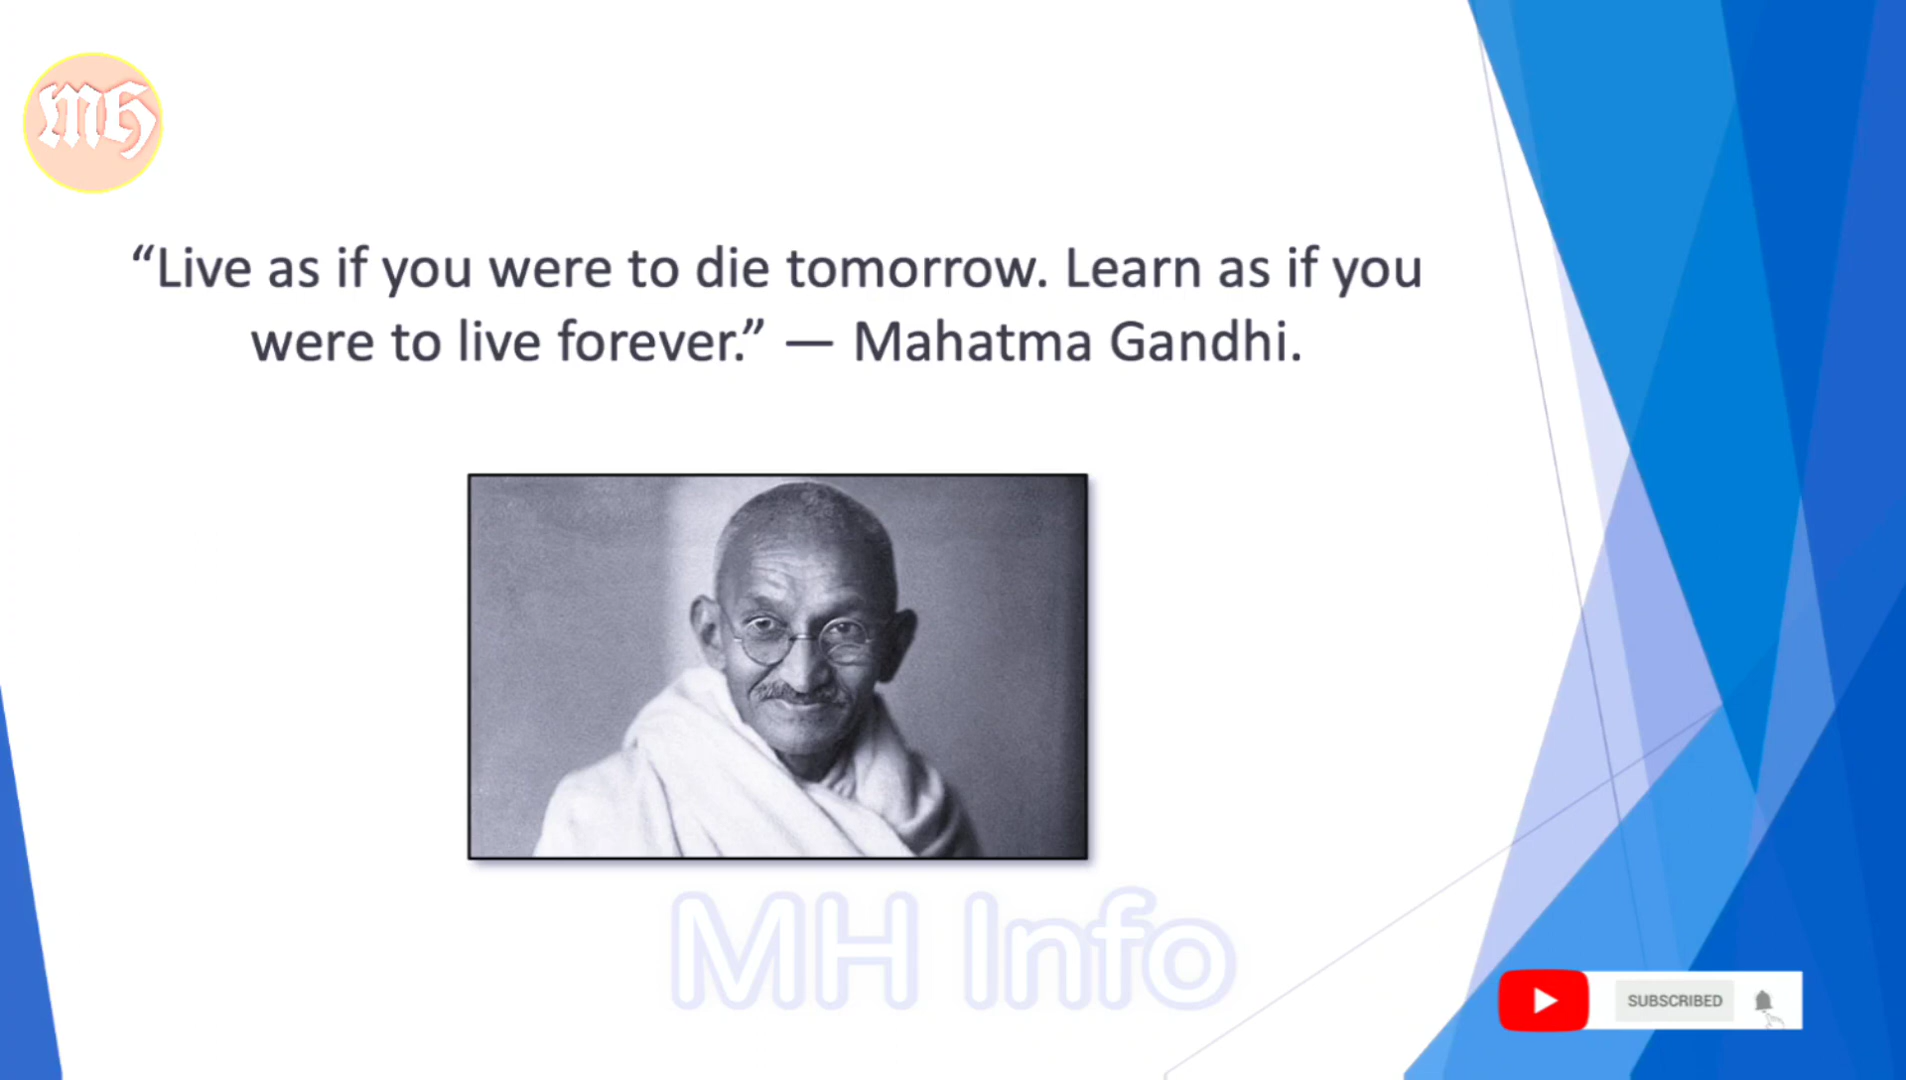 MH
“Live as if you were to die tomorrow. Learn as if you
were to live forever.” — Mahatma Gandhi.
MH Info
SUBSCRIBED